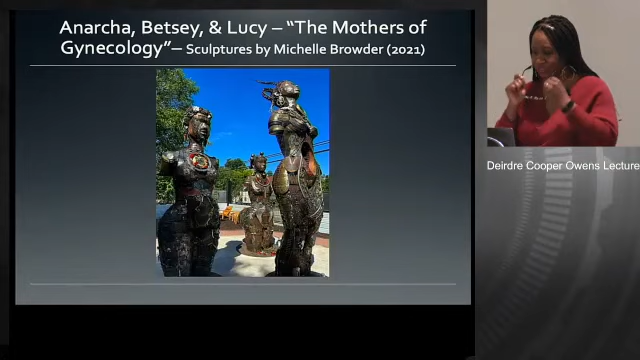 Anarcha, Betsey, & Lucy – “The Mothers of
Gynecology”– Sculptures by Michelle Browder (2021)
Deirdre Cooper Owens Lecture